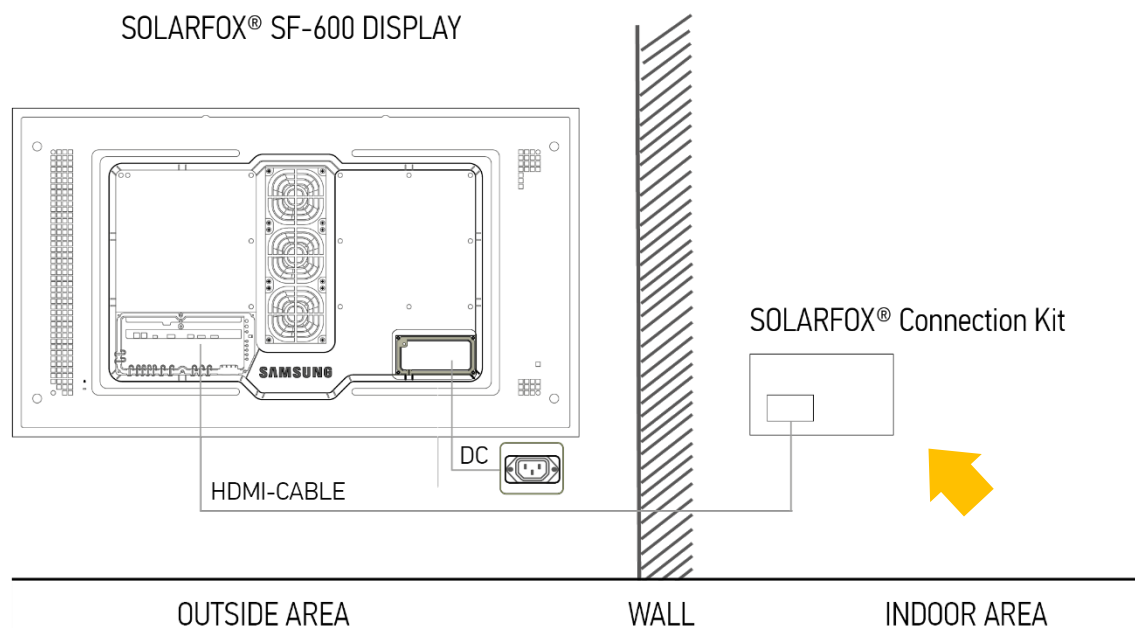 SOLARFOX® SF-600 DISPLAY
SAMSUNG
DC
HDMI-CABLE
SOLARFOX® Connection Kit
OUTSIDE AREA
WALL
INDOOR AREA